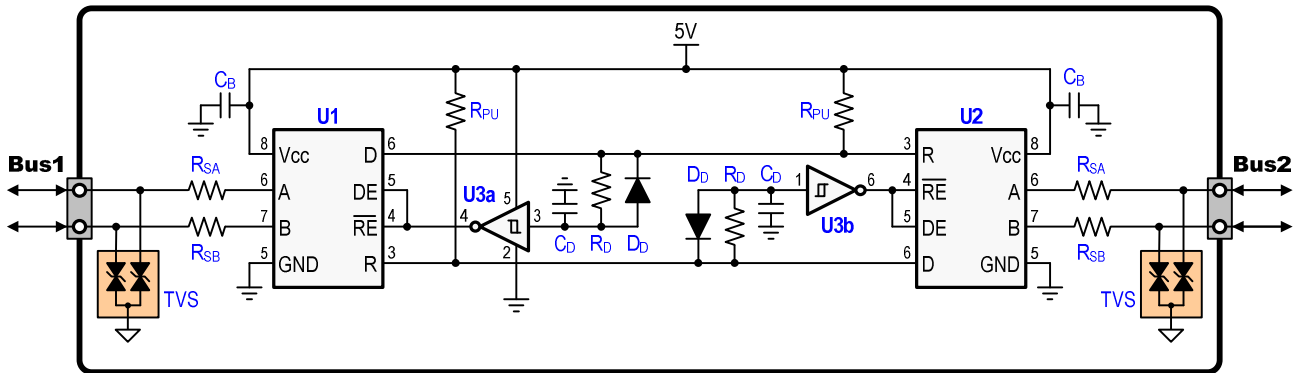 5V
CB
CB
RPU
RPU
U1
U2
8
Vcc
D
6
3
R
Vcc
8
Bus1
Bus2
RSA
6
A
DE
5
U3a
5
DD
RD
CD
1
6
4
RE
A
6
RSA
RSB
7
B
RE
4
4
3
2
CD
RD
DD
U3b
5
DE
B
7
RSB
5
GND
R
3
6
D
GND
5
TVS
TVS